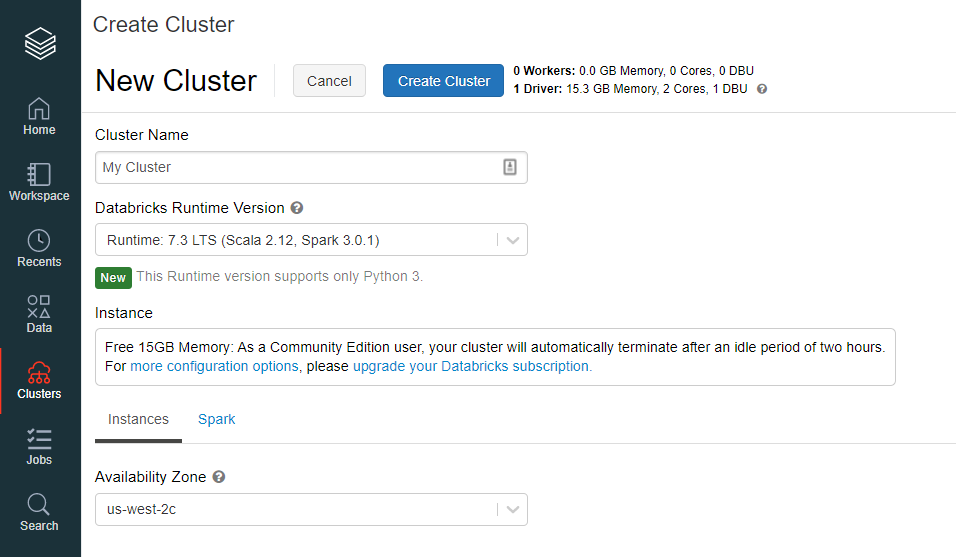 Create Cluster
New Cluster
Cancel
Create Cluster
0 Workers: 0.0 GB Memory, 0 Cores, 0 DBU
1 Driver: 15.3 GB Memory, 2 Cores, 1 DBU ?
Home
Workspace
Recents
Data
Clusters
Jobs
Search
Cluster Name
My Cluster
Databricks Runtime Version ?
Runtime: 7.3 LTS (Scala 2.12, Spark 3.0.1)
New This Runtime version supports only Python 3.
Instance
Free 15GB Memory: As a Community Edition user, your cluster will automatically terminate after an idle period of two hours.
For more configuration options, please upgrade your Databricks subscription.
Instances Spark
Availability Zone ?
us-west-2c